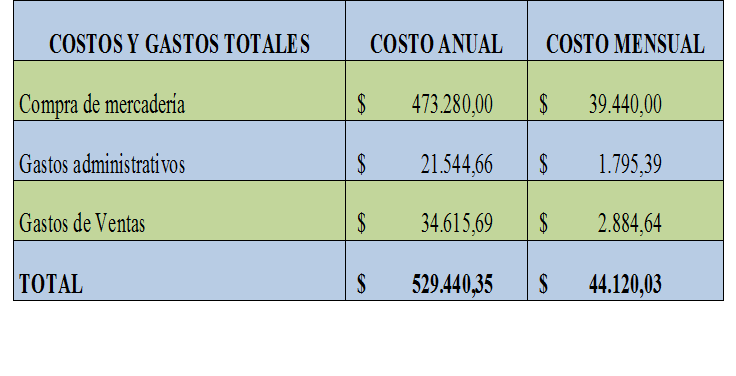 COSTOS Y GASTOS TOTALES COSTO ANUAL COSTO MENSUAL
Compra de mercadería $ 473.280,00 $ 39.440,00
Gastos administrativos $ 21.544,66 $ 1.795,39
Gastos de Ventas $ 34.615,69 $ 2.884,64
TOTAL $ 529.440,35 $ 44.120,03